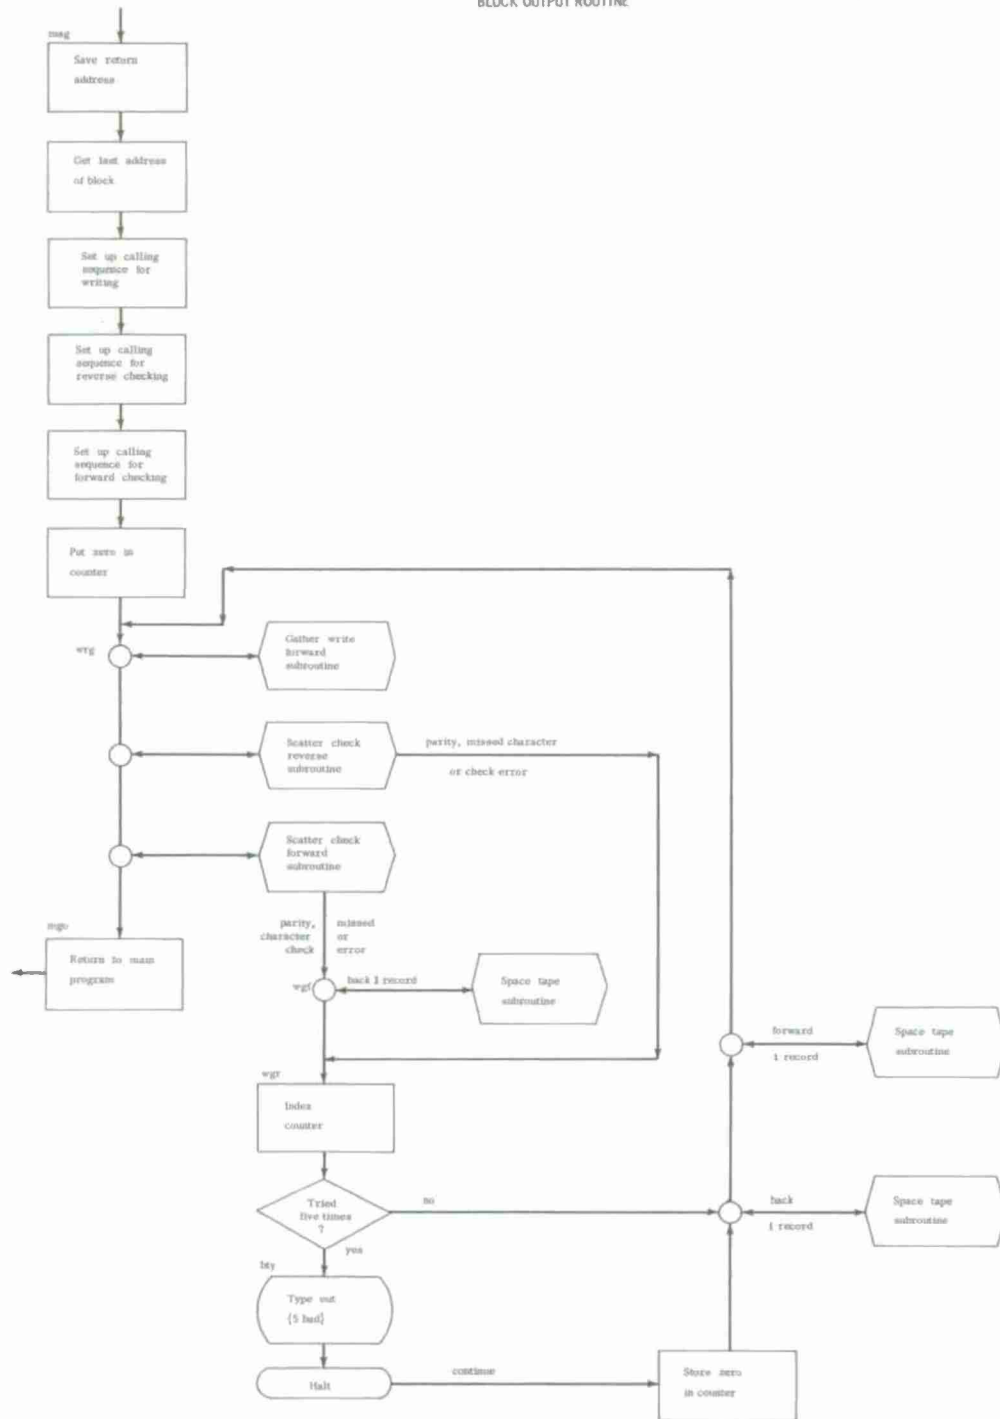 BLOCK OUTPUT ROUTINE
mag
Save return
address
Get last address
of block
Set up calling
sequence for
writing
Set up calling
sequence for
reverse checking
Set up calling
sequence for
forward checking
Put zero in
counter
wrg
Gather write
forward
subroutine
Scatter check
reverse
subroutine
parity, missed character
or check error
Scatter check
forward
subroutine
parity, missed
character or
check error
Return to main
program
wgf
back 1 record
Space tape
subroutine
forward
1 record
Space tape
subroutine
wgr
Index
counter
Tried
five times
?
no
yes
back
1 record
Space tape
subroutine
bty
Type out
(5 bad)
Halt
continue
Store zero
in counter